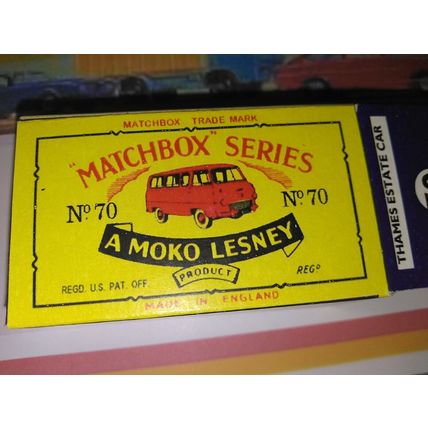 MATCHBOX TRADE MARK
"MATCHBOX" SERIES
Nº 70
Nº 70
A MOKO LESNEY
PRODUCT
REGD. U.S. PAT. OFF.
REGD
MADE IN ENGLAND
THAMES ESTATE CAR